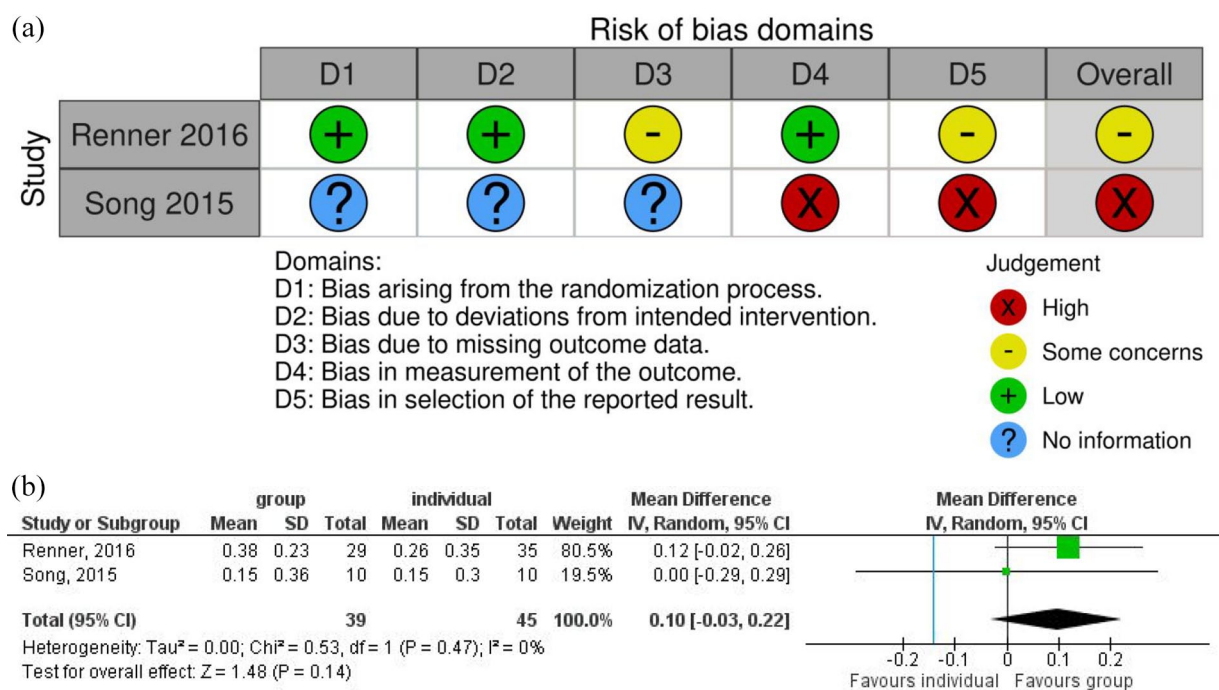 (a)
Risk of bias domains
D1 D2 D3 D4 D5 Overall
Study
Renner 2016 + + - + - -
Song 2015 ? ? ? X X X
Domains:
D1: Bias arising from the randomization process.
D2: Bias due to deviations from intended intervention.
D3: Bias due to missing outcome data.
D4: Bias in measurement of the outcome.
D5: Bias in selection of the reported result.
Judgement
X High
- Some concerns
+ Low
? No information
(b)
group individual Mean Difference Mean Difference
Study or Subgroup Mean SD Total Mean SD Total Weight IV, Random, 95% CI IV, Random, 95% CI
Renner, 2016 0.38 0.23 29 0.26 0.35 35 80.5% 0.12 [-0.02, 0.26]
Song, 2015 0.15 0.36 10 0.15 0.3 10 19.5% 0.00 [-0.29, 0.29]
Total (95% CI) 39 45 100.0% 0.10 [-0.03, 0.22]
Heterogeneity: Tau² = 0.00; Chi² = 0.53, df = 1 (P = 0.47); I² = 0%
Test for overall effect: Z = 1.48 (P = 0.14)
-0.2 -0.1 0 0.1 0.2
Favours individual Favours group